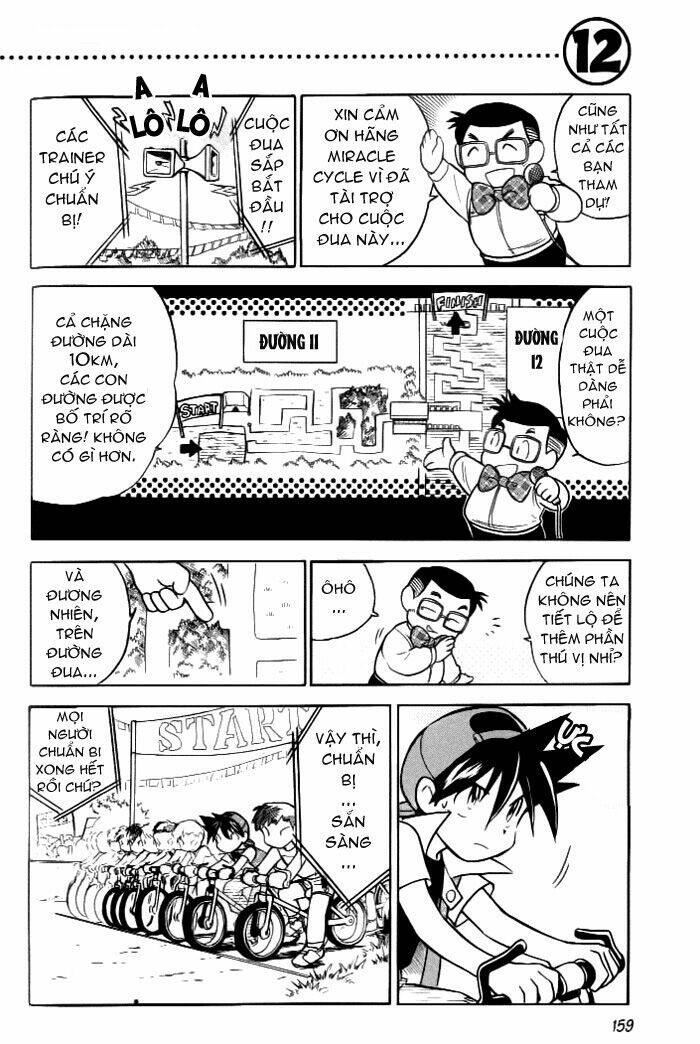 12
A A
LÔ LÔ
CÁC
TRAINER
CHÚ Ý
CHUẨN
BỊ!
CUỘC
ĐUA
SẮP
BẮT
ĐẦU
!!
XIN CẢM
ƠN HÃNG
MIRACLE
CYCLE VÌ ĐÃ
TÀI TRỢ
CHO CUỘC
ĐUA NÀY...
CŨNG
NHƯ TẤT
CẢ CÁC
BẠN
THAM
DỰ?
CẢ CHẶNG
ĐƯỜNG DÀI
10KM,
CÁC CON
ĐƯỜNG ĐƯỢC
BỐ TRÍ RÕ
RÀNG! KHÔNG
CÓ GÌ HƠN.
ĐƯỜNG 11
START
FINISH
ĐƯỜNG
12
MỘT
CUỘC
ĐUA
THẬT DỄ
DÀNG
PHẢI
KHÔNG?
VÀ
ĐƯƠNG
NHIÊN,
TRÊN
ĐƯỜNG
ĐUA...
ÔHÔ
...
CHÚNG TA
KHÔNG NÊN
TIẾT LỘ ĐỂ
THÊM PHẦN
THÚ VỊ NHỈ?
MỌI
NGƯỜI
CHUẨN BI
XONG HẾT
RỒI CHỨ?
START
VẬY THÌ,
CHUẨN
BỊ
...
SẮN
SÀNG
...
ỰC
159